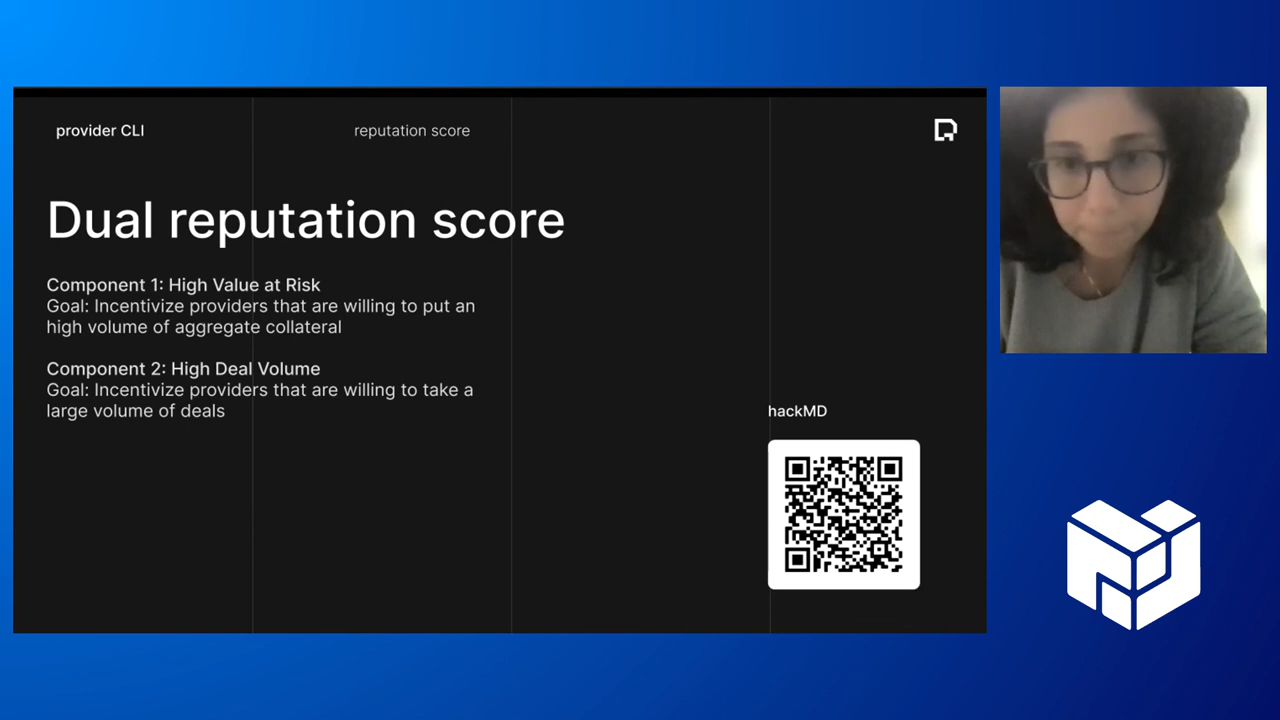 provider CLI
reputation score
Dual reputation score
Component 1: High Value at Risk
Goal: Incentivize providers that are willing to put an
high volume of aggregate collateral
Component 2: High Deal Volume
Goal: Incentivize providers that are willing to take a
large volume of deals
hackMD